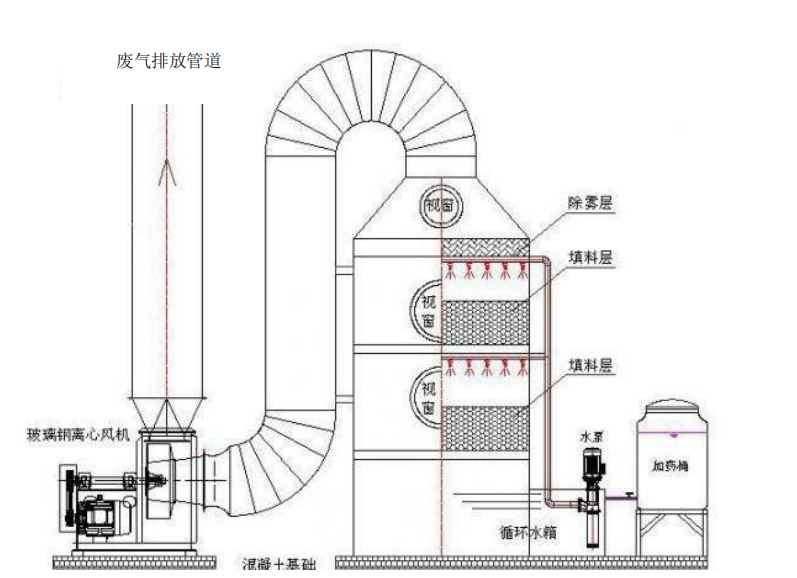 废气排放管道
视窗
除雾层
填料层
视
窗
填料层
视
窗
玻璃钢离心风机
水泵
加药桶
循环水箱
混凝土基础